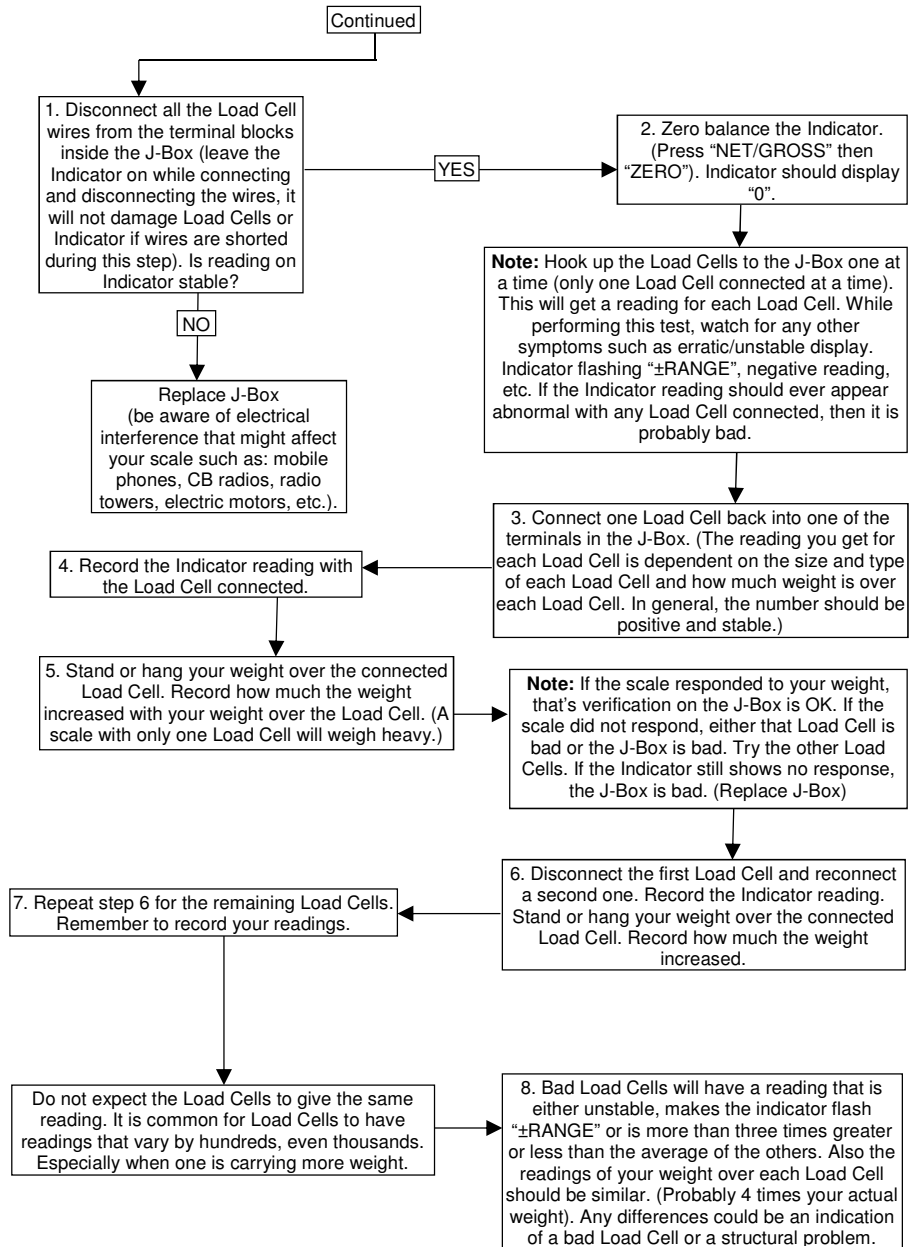 Continued
1. Disconnect all the Load Cell
wires from the terminal blocks
inside the J-Box (leave the
Indicator on while connecting
and disconnecting the wires, it
will not damage Load Cells or
Indicator if wires are shorted
during this step). Is reading on
Indicator stable?
YES
2. Zero balance the Indicator.
(Press “NET/GROSS” then
“ZERO”). Indicator should display
“0”.
NO
Replace J-Box
(be aware of electrical
interference that might affect
your scale such as: mobile
phones, CB radios, radio
towers, electric motors, etc.).
Note: Hook up the Load Cells to the J-Box one at
a time (only one Load Cell connected at a time).
This will get a reading for each Load Cell. While
performing this test, watch for any other
symptoms such as erratic/unstable display.
Indicator flashing “±RANGE”, negative reading,
etc. If the Indicator reading should ever appear
abnormal with any Load Cell connected, then it is
probably bad.
3. Connect one Load Cell back into one of the
terminals in the J-Box. (The reading you get for
each Load Cell is dependent on the size and type
of each Load Cell and how much weight is over
each Load Cell. In general, the number should be
positive and stable.)
4. Record the Indicator reading with
the Load Cell connected.
5. Stand or hang your weight over the connected
Load Cell. Record how much the weight
increased with your weight over the Load Cell. (A
scale with only one Load Cell will weigh heavy.)
Note: If the scale responded to your weight,
that’s verification on the J-Box is OK. If the
scale did not respond, either that Load Cell is
bad or the J-Box is bad. Try the other Load
Cells. If the Indicator still shows no response,
the J-Box is bad. (Replace J-Box)
6. Disconnect the first Load Cell and reconnect
a second one. Record the Indicator reading.
Stand or hang your weight over the connected
Load Cell. Record how much the weight
increased.
7. Repeat step 6 for the remaining Load Cells.
Remember to record your readings.
Do not expect the Load Cells to give the same
reading. It is common for Load Cells to have
readings that vary by hundreds, even thousands.
Especially when one is carrying more weight.
8. Bad Load Cells will have a reading that is
either unstable, makes the indicator flash
“±RANGE” or is more than three times greater
or less than the average of the others. Also the
readings of your weight over each Load Cell
should be similar. (Probably 4 times your actual
weight). Any differences could be an indication
of a bad Load Cell or a structural problem.